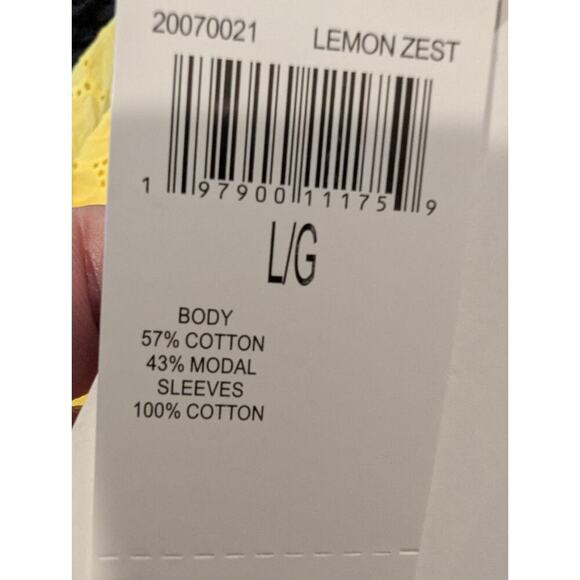 20070021 LEMON ZEST
1 97900 11175 9
L/G
BODY
57% COTTON
43% MODAL
SLEEVES
100% COTTON